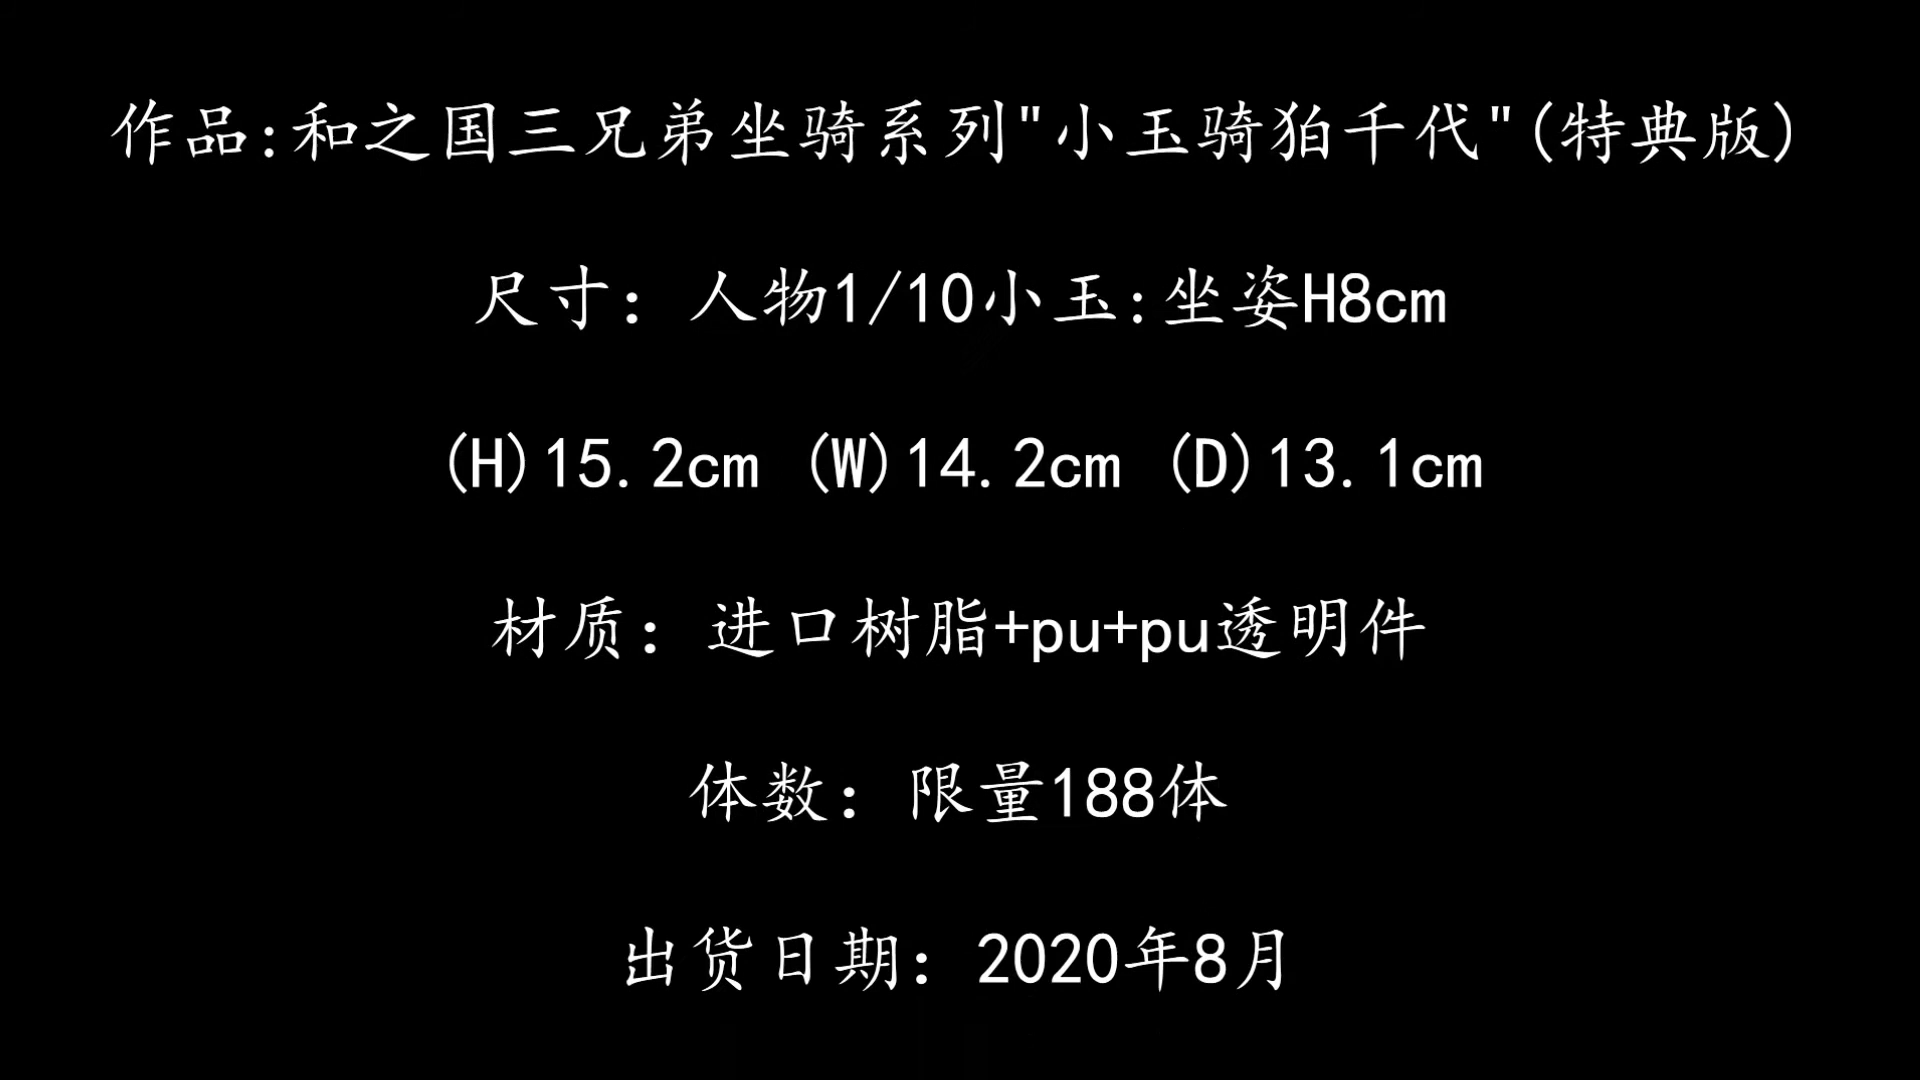 作品:和之国三兄弟坐骑系列"小玉骑狛千代"(特典版)
尺寸：人物1/10小玉:坐姿H8cm
(H)15.2cm (W)14.2cm (D)13.1cm
材质：进口树脂+pu+pu透明件
体数：限量188体
出货日期：2020年8月